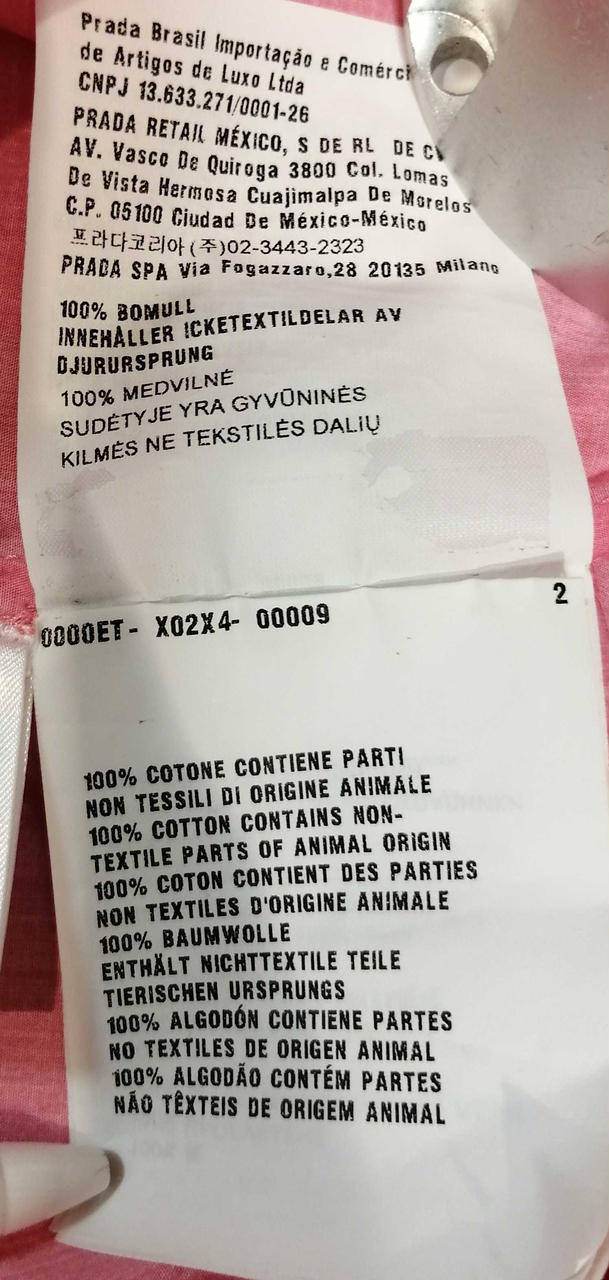 Prada Brasil Importação e Comérci
de Artigos de Luxo Ltda
CNPJ 13.633.271/0001-26
PRADA RETAIL MÉXICO, S DE RL DE CV
AV. Vasco De Quiroga 3800 Col. Lomas
De Vista Hermosa Cuajimalpa De Morelos
C.P. 05100 Ciudad De México-México
프라다코리아(주)02-3443-2323
PRADA SPA Via Fogazzaro,28 20135 Milano
100% BOMULL
INNEHÅLLER ICKETEXTILDELAR AV
DJURURSPRUNG
100% MEDVILNĖ
SUDĖTYJE YRA GYVŪNINĖS
KILMĖS NE TEKSTILĖS DALIŲ
2
0000ET- X02X4- 00009
100% COTONE CONTIENE PARTI
NON TESSILI DI ORIGINE ANIMALE
100% COTTON CONTAINS NON-
TEXTILE PARTS OF ANIMAL ORIGIN
100% COTON CONTIENT DES PARTIES
NON TEXTILES D'ORIGINE ANIMALE
100% BAUMWOLLE
ENTHÄLT NICHTTEXTILE TEILE
TIERISCHEN URSPRUNGS
100% ALGODÓN CONTIENE PARTES
NO TEXTILES DE ORIGEN ANIMAL
100% ALGODÃO CONTÉM PARTES
NÃO TÊXTEIS DE ORIGEM ANIMAL